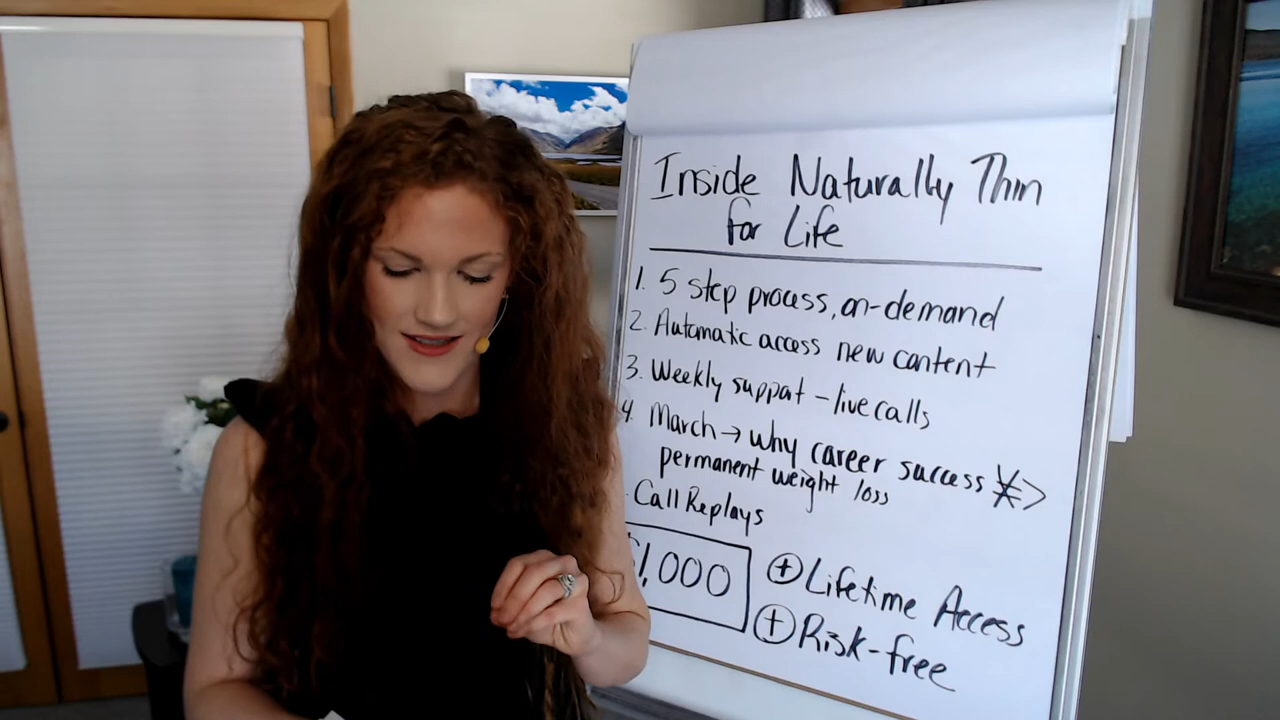 Inside Naturally Thin
for Life
1. 5 step process, on-demand
2. Automatic access new content
3. Weekly support - live calls
4. March → why career success ≠>
permanent weight loss
Call Replays
$1,000
+ Lifetime Access
+ Risk-free